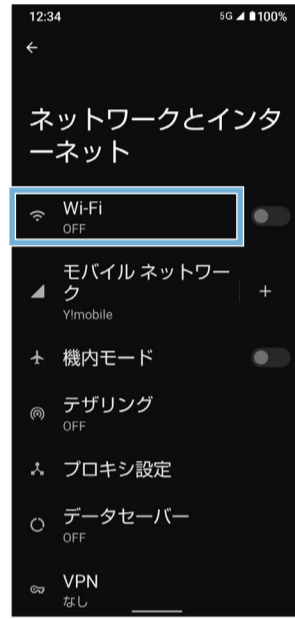 12:34 5G 100%
ネットワークとインタ
ーネット
Wi-Fi
OFF
モバイル ネットワー
ク
Y!mobile
機内モード
テザリング
OFF
プロキシ設定
データセーバー
OFF
VPN
なし